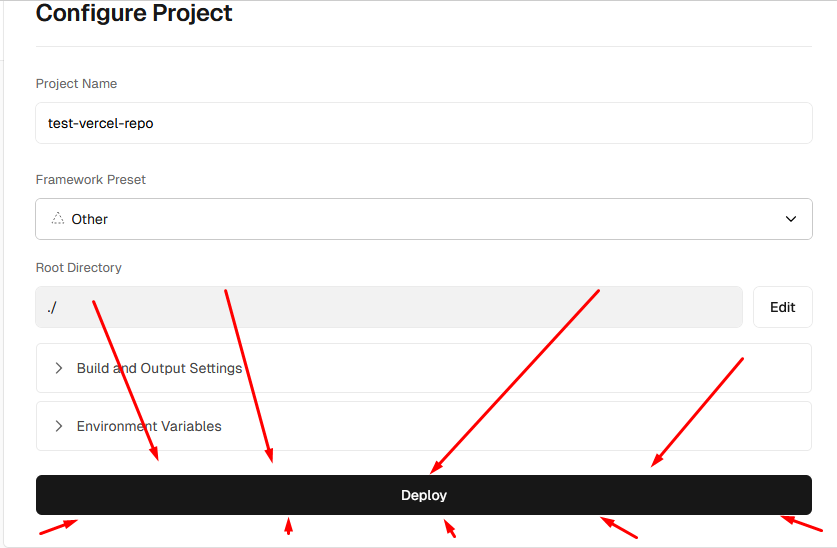 Configure Project
Project Name
test-vercel-repo
Framework Preset
Other
Root Directory
./
Edit
Build and Output Settings
Environment Variables
Deploy